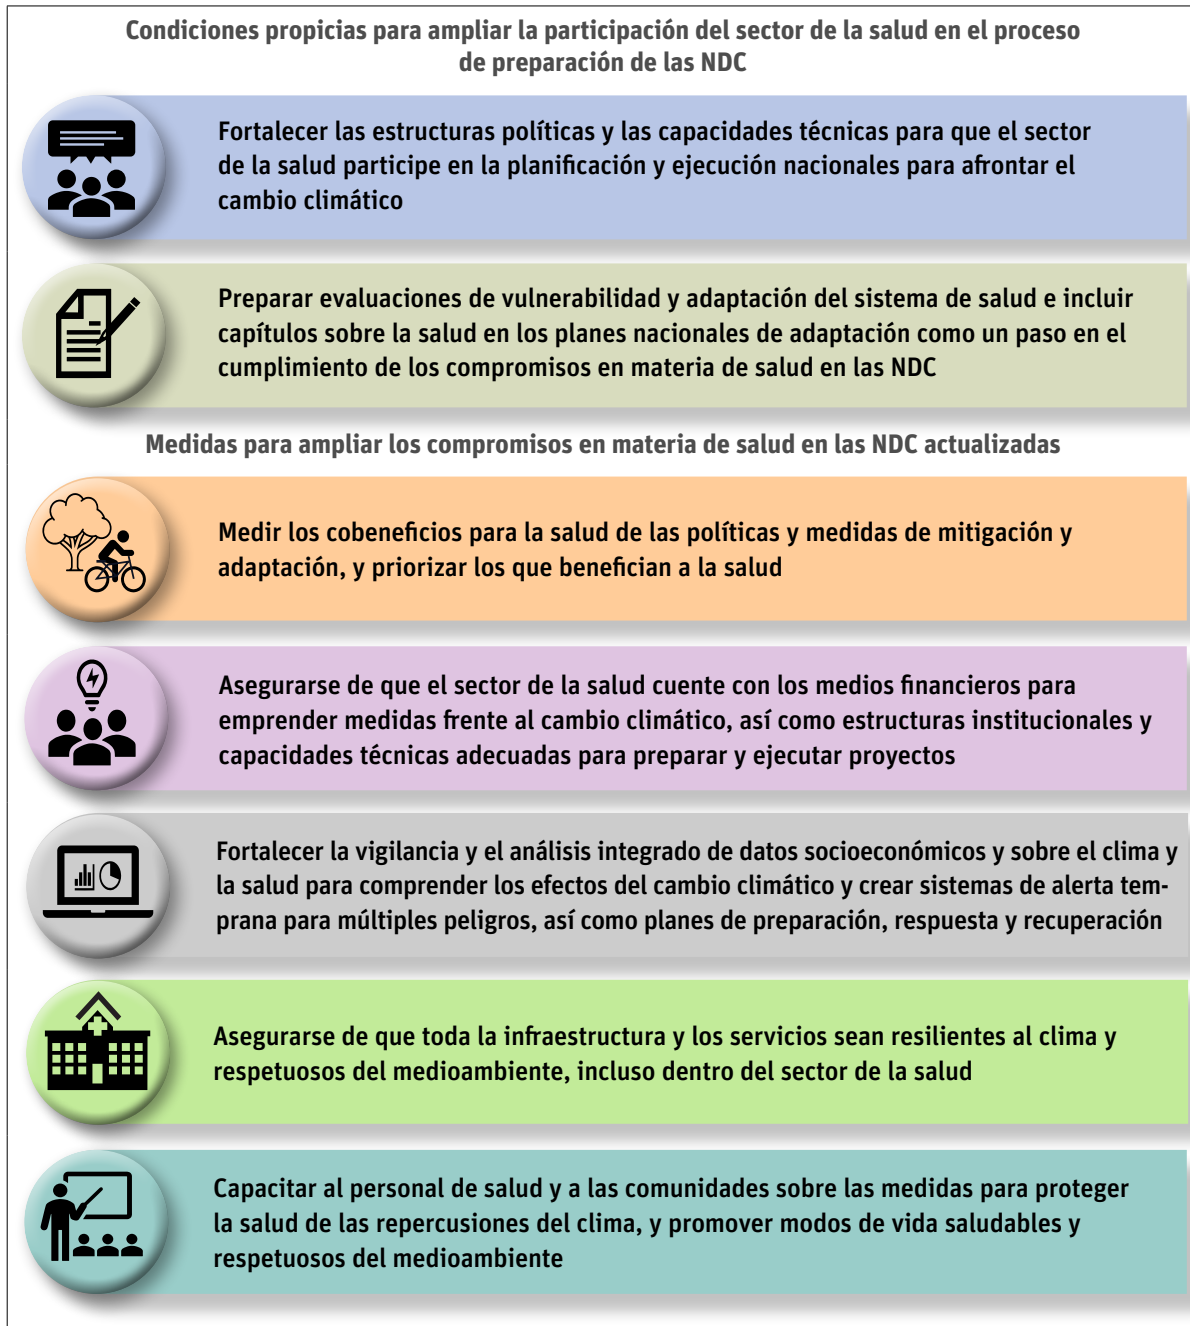 Condiciones propicias para ampliar la participación del sector de la salud en el proceso
de preparación de las NDC
Fortalecer las estructuras políticas y las capacidades técnicas para que el sector
de la salud participe en la planificación y ejecución nacionales para afrontar el
cambio climático
Preparar evaluaciones de vulnerabilidad y adaptación del sistema de salud e incluir
capítulos sobre la salud en los planes nacionales de adaptación como un paso en el
cumplimiento de los compromisos en materia de salud en las NDC
Medidas para ampliar los compromisos en materia de salud en las NDC actualizadas
Medir los cobeneficios para la salud de las políticas y medidas de mitigación y
adaptación, y priorizar los que benefician a la salud
Asegurarse de que el sector de la salud cuente con los medios financieros para
emprender medidas frente al cambio climático, así como estructuras institucionales y
capacidades técnicas adecuadas para preparar y ejecutar proyectos
Fortalecer la vigilancia y el análisis integrado de datos socioeconómicos y sobre el clima y
la salud para comprender los efectos del cambio climático y crear sistemas de alerta tem-
prana para múltiples peligros, así como planes de preparación, respuesta y recuperación
Asegurarse de que toda la infraestructura y los servicios sean resilientes al clima y
respetuosos del medioambiente, incluso dentro del sector de la salud
Capacitar al personal de salud y a las comunidades sobre las medidas para proteger
la salud de las repercusiones del clima, y promover modos de vida saludables y
respetuosos del medioambiente